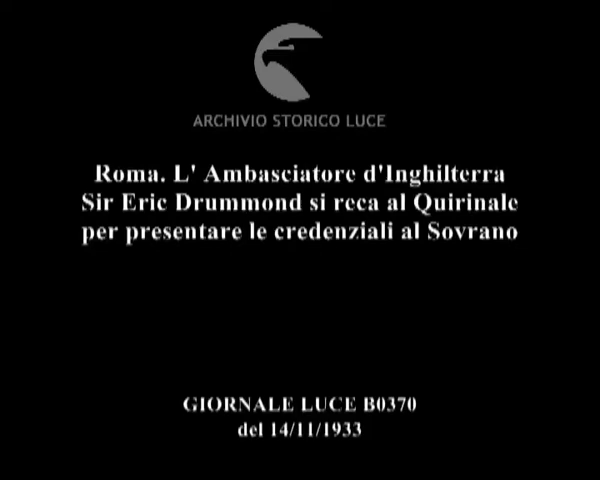 ARCHIVIO STORICO LUCE
Roma. L' Ambasciatore d'Inghilterra
Sir Eric Drummond si reca al Quirinale
per presentare le credenziali al Sovrano
GIORNALE LUCE B0370
del 14/11/1933